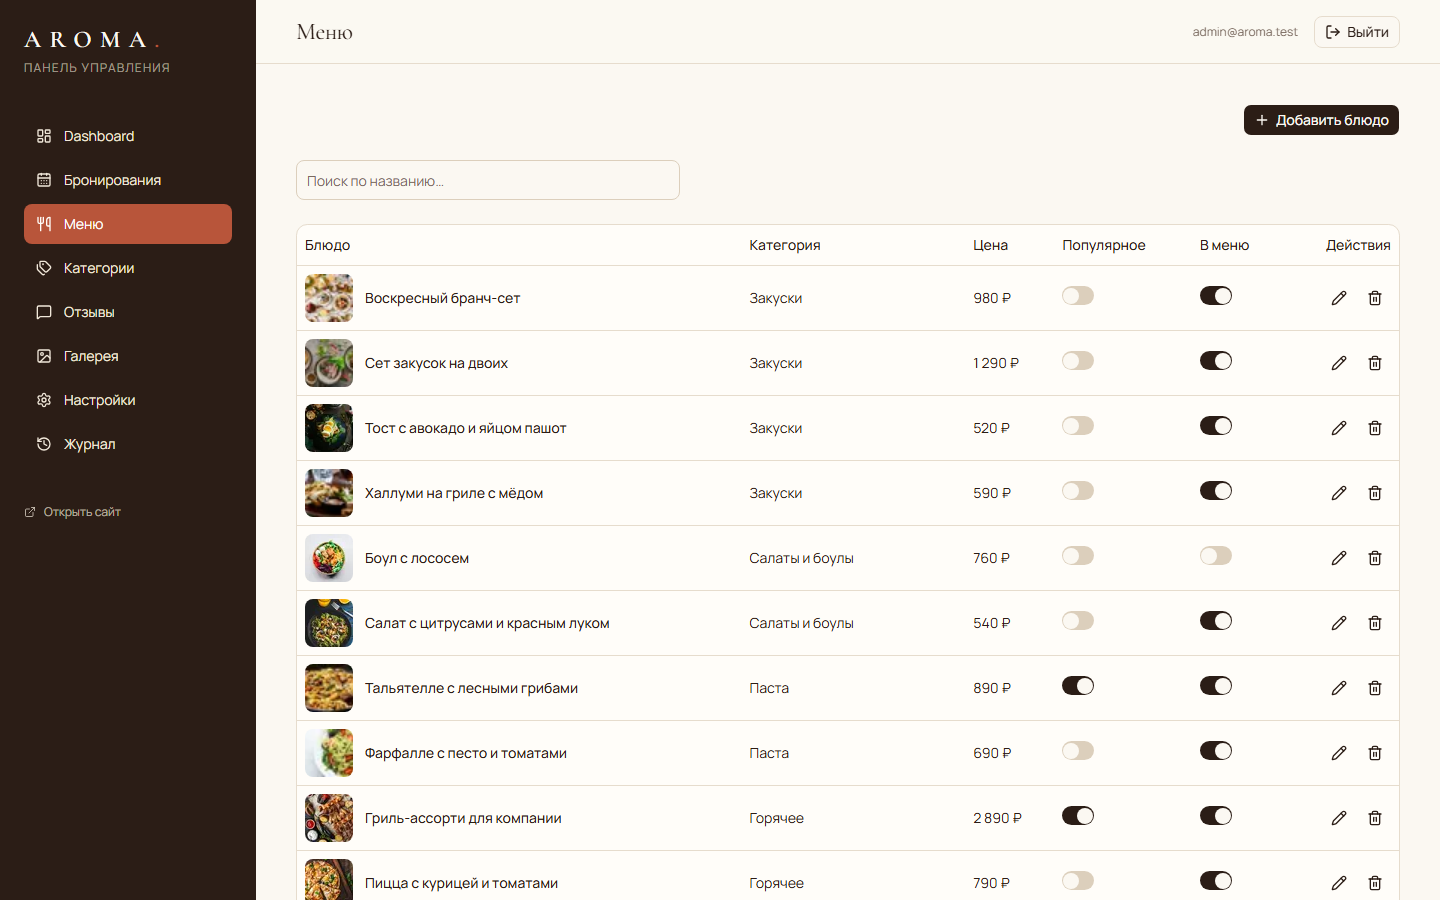 AROMA.
ПАНЕЛЬ УПРАВЛЕНИЯ
Dashboard
Бронирования
Меню
Категории
Отзывы
Галерея
Настройки
Журнал
Открыть сайт
Меню
admin@aroma.test
Выйти
Добавить блюдо
Поиск по названию...
Блюдо Категория Цена Популярное В меню Действия
Воскресный бранч-сет Закуски 980 ₽
Сет закусок на двоих Закуски 1 290 ₽
Тост с авокадо и яйцом пашот Закуски 520 ₽
Халлуми на гриле с мёдом Закуски 590 ₽
Боул с лососем Салаты и боулы 760 ₽
Салат с цитрусами и красным луком Салаты и боулы 540 ₽
Тальятелле с лесными грибами Паста 890 ₽
Фарфалле с песто и томатами Паста 690 ₽
Гриль-ассорти для компании Горячее 2 890 ₽
Пицца с курицей и томатами Горячее 790 ₽